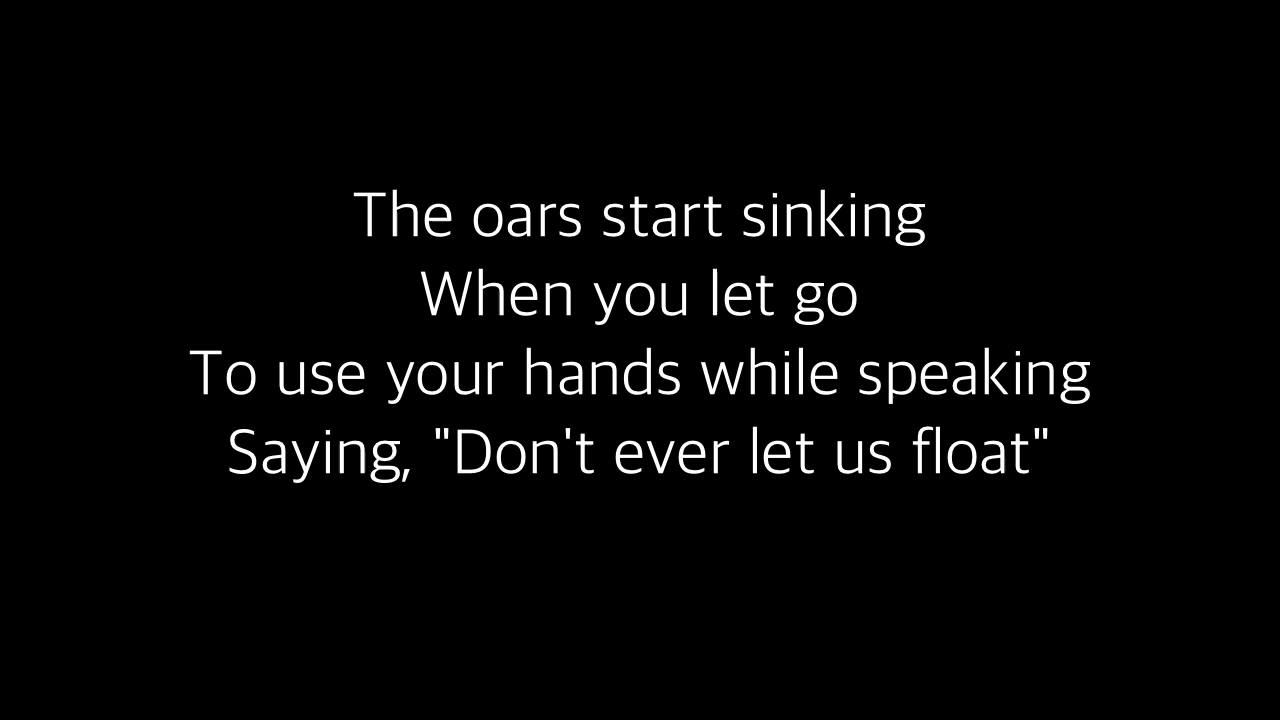 The oars start sinking
When you let go
To use your hands while speaking
Saying, "Don't ever let us float"